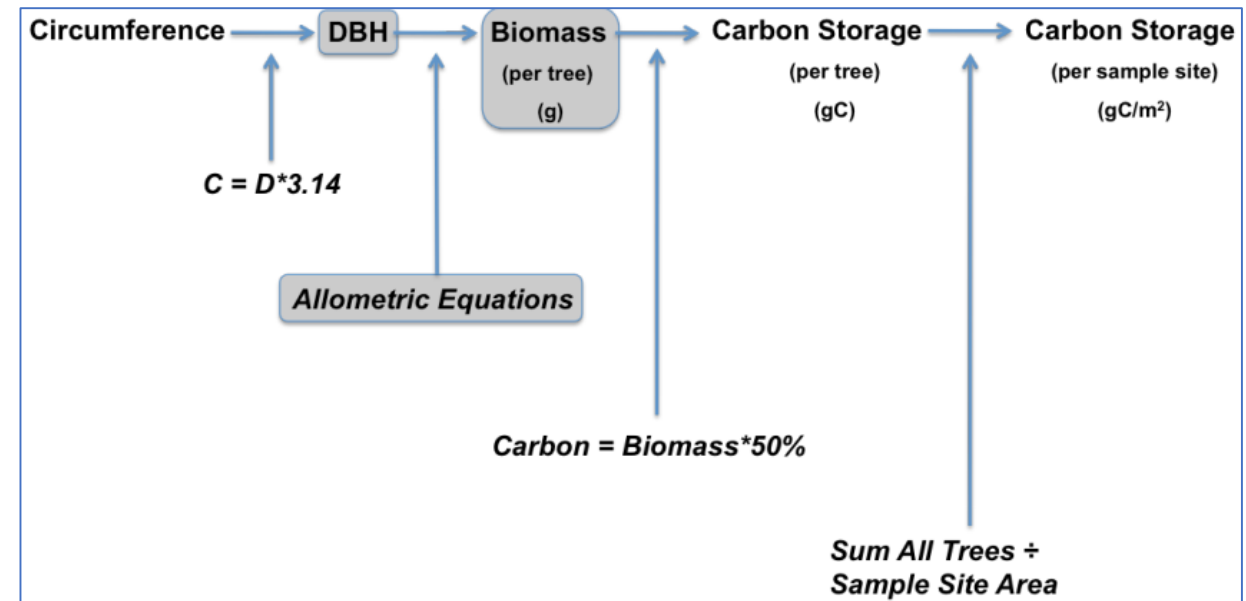 Circumference
DBH
Biomass
(per tree)
(g)
Carbon Storage
(per tree)
(gC)
Carbon Storage
(per sample site)
(gC/m²)
C = D*3.14
Allometric Equations
Carbon = Biomass*50%
Sum All Trees ÷
Sample Site Area